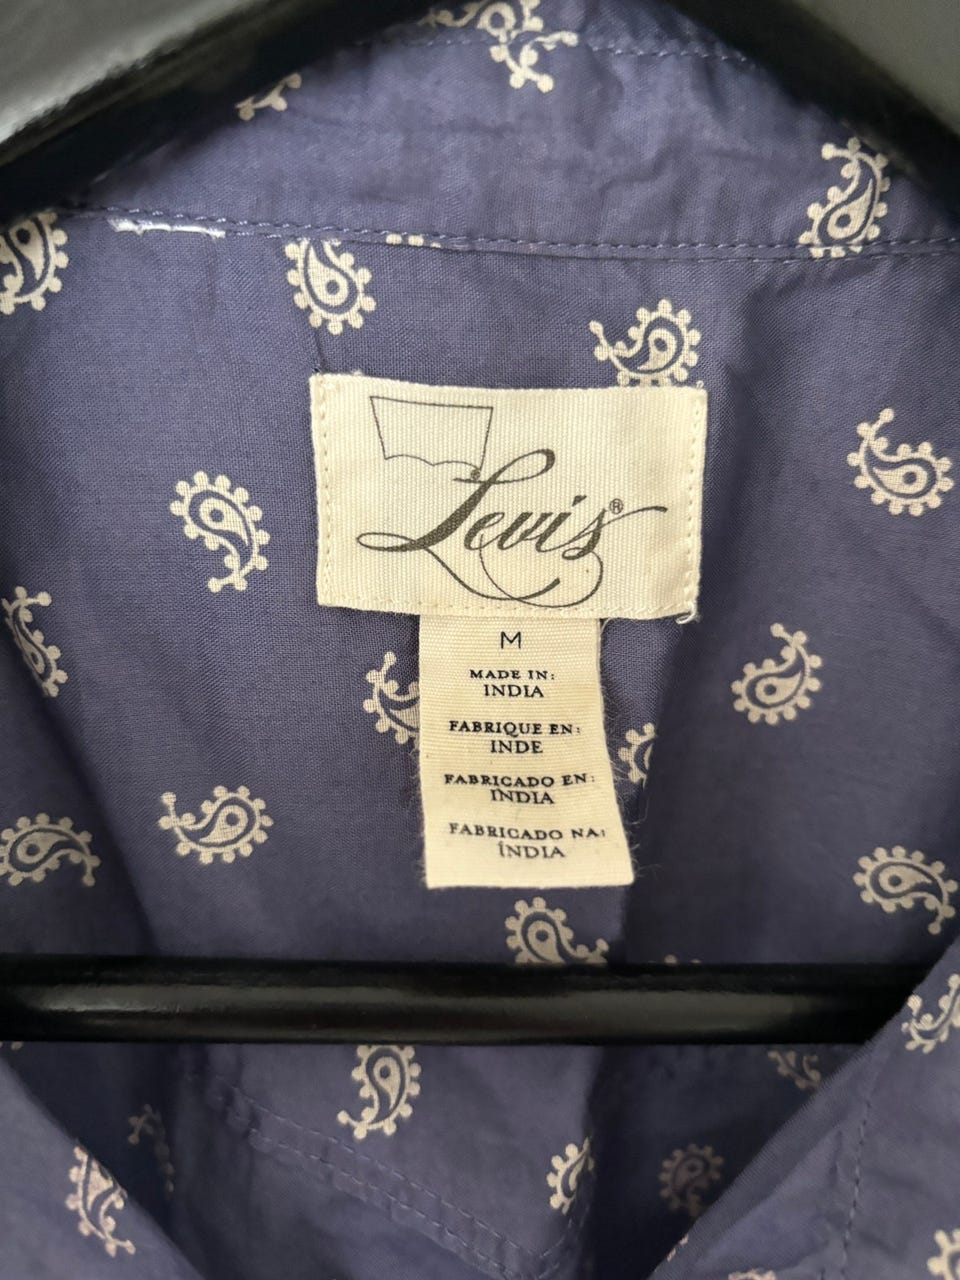 Levi's®
M
MADE IN:
INDIA
FABRIQUE EN:
INDE
FABRICADO EN:
INDIA
FABRICADO NA:
ÍNDIA